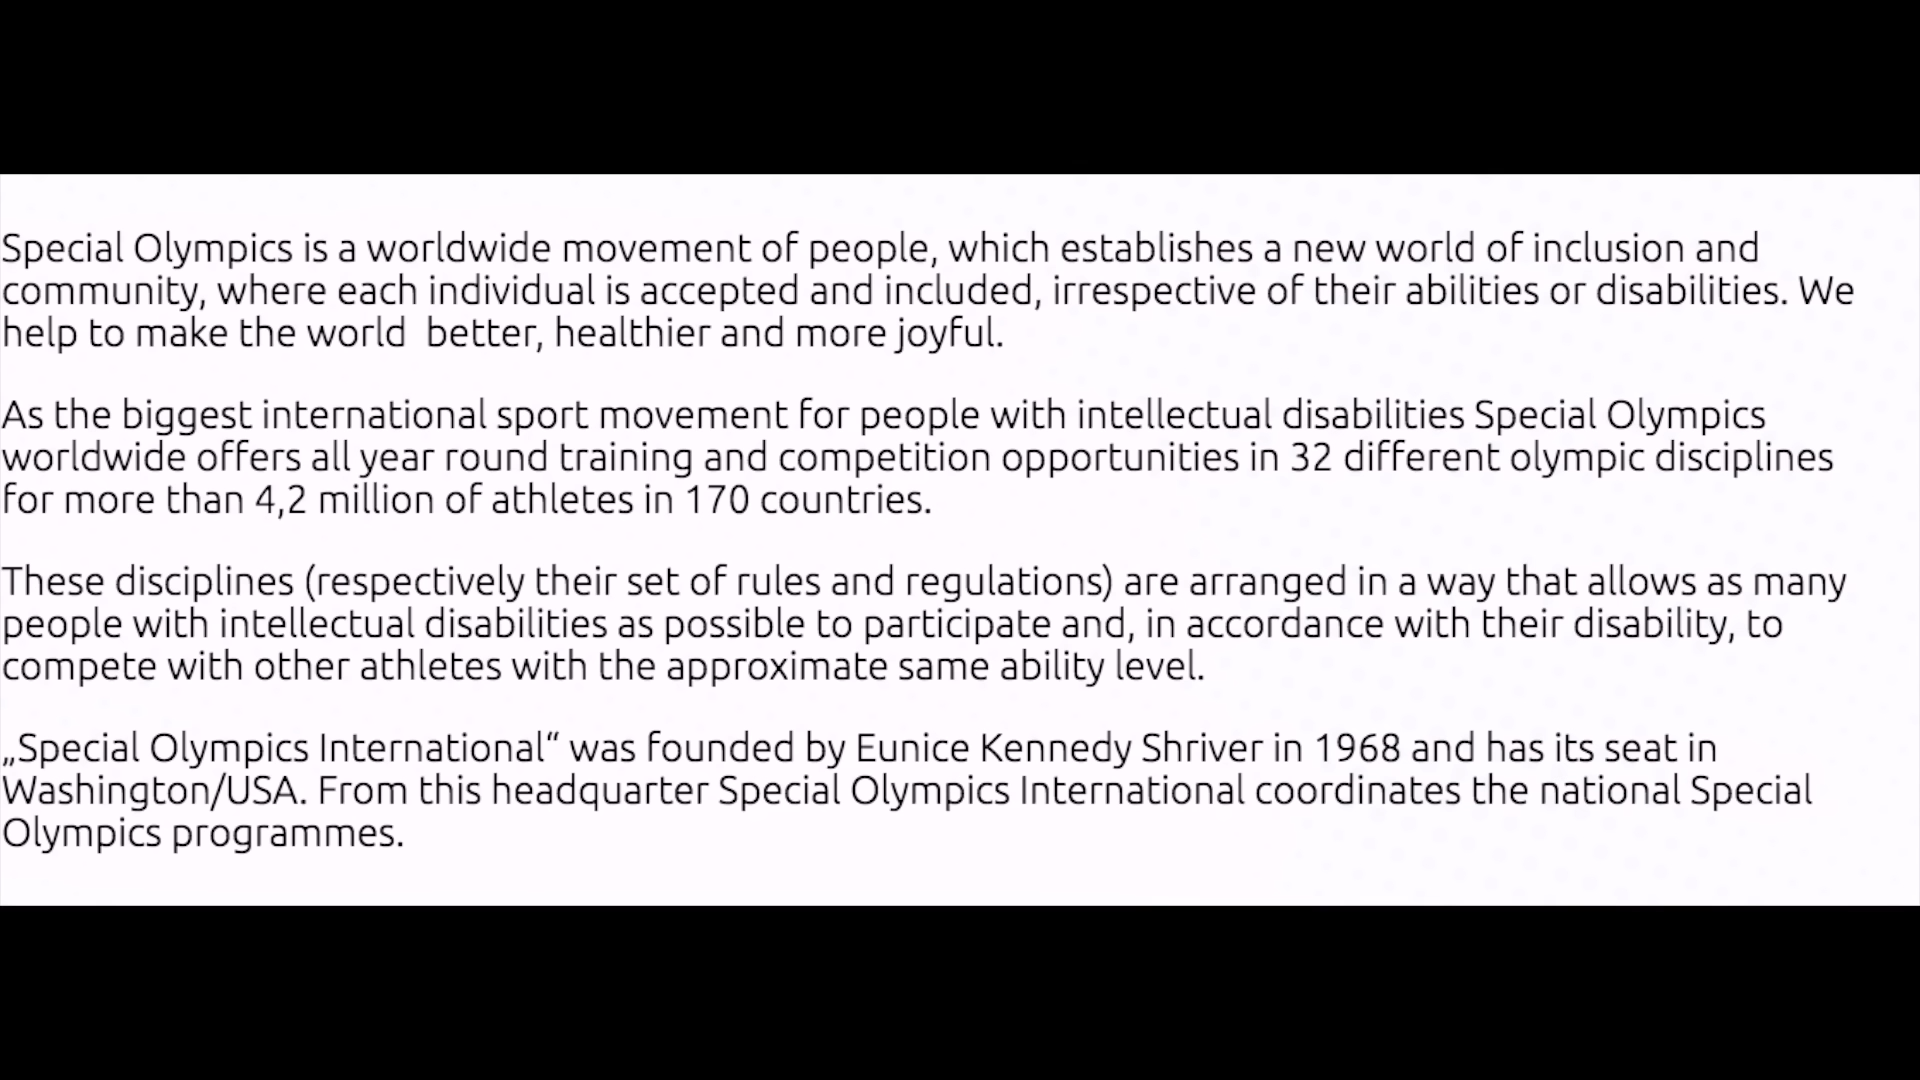 Special Olympics is a worldwide movement of people, which establishes a new world of inclusion and
community, where each individual is accepted and included, irrespective of their abilities or disabilities. We
help to make the world  better, healthier and more joyful.
As the biggest international sport movement for people with intellectual disabilities Special Olympics
worldwide offers all year round training and competition opportunities in 32 different olympic disciplines
for more than 4,2 million of athletes in 170 countries.
These disciplines (respectively their set of rules and regulations) are arranged in a way that allows as many
people with intellectual disabilities as possible to participate and, in accordance with their disability, to
compete with other athletes with the approximate same ability level.
„Special Olympics International“ was founded by Eunice Kennedy Shriver in 1968 and has its seat in
Washington/USA. From this headquarter Special Olympics International coordinates the national Special
Olympics programmes.